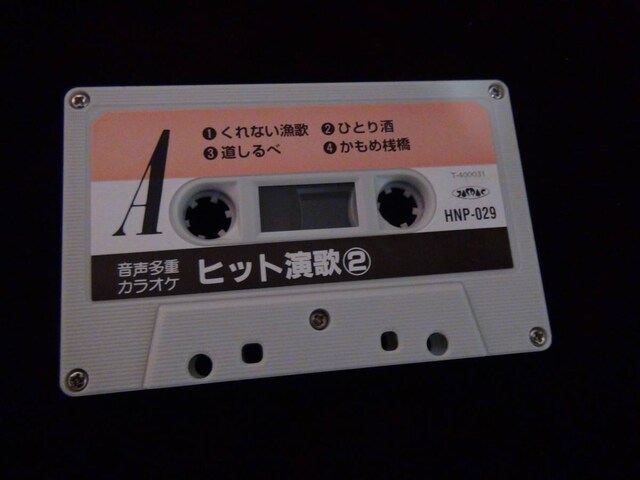 A
❶くれない漁歌 ❷ひとり酒
❸道しるべ ❹かもめ桟橋
T-400031
JASRAC
HNP-029
音声多重
カラオケ
ヒット演歌②